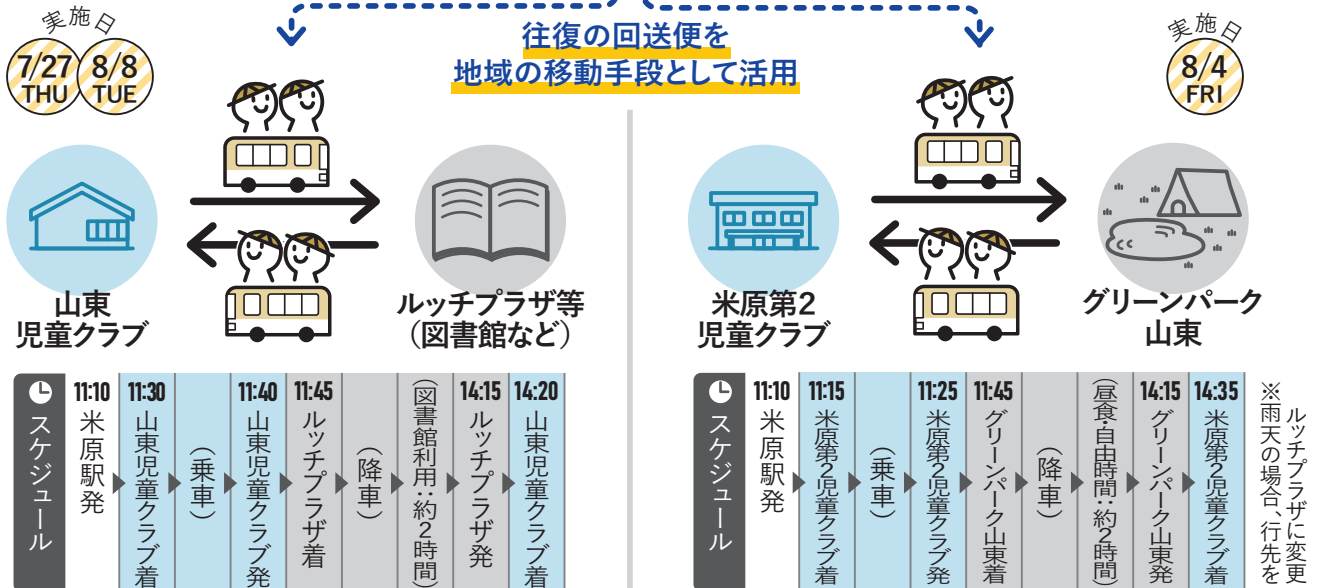 往復の回送便を
地域の移動手段として活用
実施日
7/27
THU
8/8
TUE
山東
児童クラブ
ルッチプラザ等
(図書館など)
スケジュール
11:10
米原駅発
11:30
山東児童クラブ着
(乗車)
11:40
山東児童クラブ発
11:45
ルッチプラザ着
(降車)
(図書館利用:約2時間)
14:15
ルッチプラザ発
14:20
山東児童クラブ着
実施日
8/4
FRI
米原第2
児童クラブ
グリーンパーク
山東
スケジュール
11:10
米原駅発
11:15
米原第2児童クラブ着
(乗車)
11:25
米原第2児童クラブ発
11:45
グリーンパーク山東着
(降車)
(昼食・自由時間:約2時間)
14:15
グリーンパーク山東発
14:35
米原第2児童クラブ着
※雨天の場合、行先を
ルッチプラザに変更